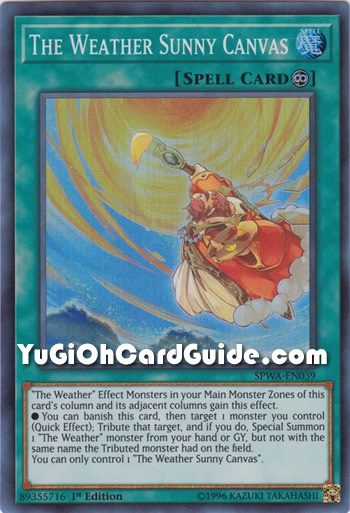 The Weather Sunny Canvas
SPELL
魔
[Spell Card]
YuGiOhCardGuide.com
SPWA-EN039
"The Weather" Effect Monsters in your Main Monster Zones of this
card's column and its adjacent columns gain this effect.
●You can banish this card, then target 1 monster you control
(Quick Effect); Tribute that target, and if you do, Special Summon
1 "The Weather" monster from your hand or GY, but not with the
same name the Tributed monster had on the field.
You can only control 1 "The Weather Sunny Canvas".
89355716 1st Edition ©1996 KAZUKI TAKAHASHI